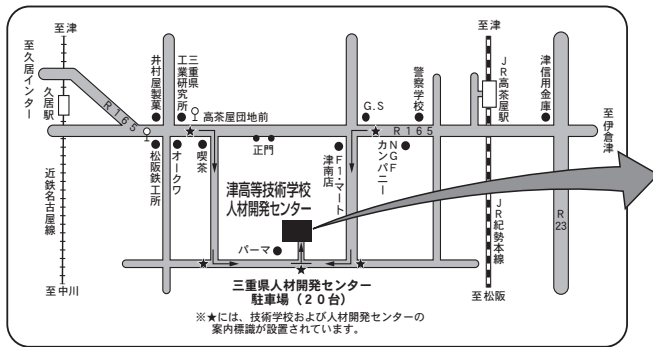 至津
至津
至久居インター
久居駅
R165
井村屋製菓
三重県
工業研究所
高茶屋団地前
G.S
警察学校
JR高茶屋駅
津信用金庫
至伊倉津
R165
松阪鉄工所
オークワ
喫茶
正門
F1・マート
津南店
NGF
カンパニー
近鉄名古屋線
津高等技術学校
人材開発センター
パーマ
JR紀勢本線
R23
至中川
三重県人材開発センター
駐車場(20台)
至松阪
※★には、技術学校および人材開発センターの
案内標識が設置されています。